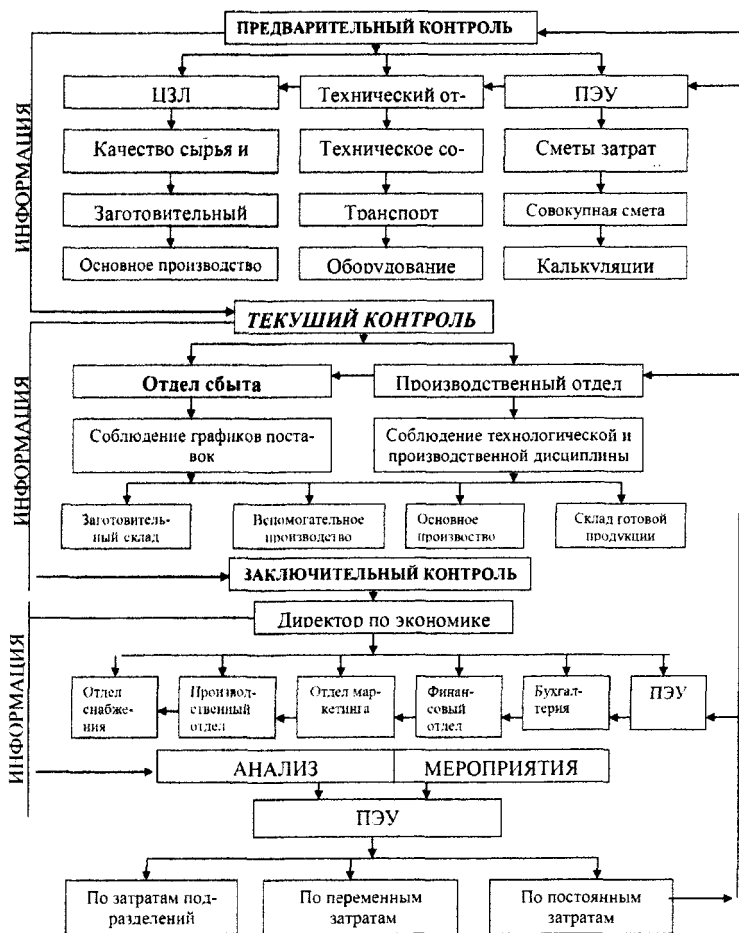 ПРЕДВАРИТЕЛЬНЫЙ КОНТРОЛЬ
ЦЗЛ
Технический от-
ПЭУ
Качество сырья и
Техническое со-
Сметы затрат
Заготовительный
Транспорт
Совокупная смета
Основное производство
Оборудование
Калькуляции
ИНФОРМАЦИЯ
ТЕКУШИЙ КОНТРОЛЬ
Отдел сбыта
Производственный отдел
Соблюдение графиков поста-
вок
Соблюдение технологической и
производственной дисциплины
Заготовитель-
ный склад
Вспомогательное
производство
Основное
произвоство
Склад готовой
продукции
ИНФОРМАЦИЯ
ЗАКЛЮЧИТЕЛЬНЫЙ КОНТРОЛЬ
Директор по экономике
Отдел
снабже-
ния
Производ-
ственный
отдел
Отдел мар-
кетинга
Финан-
совый
отдел
Бухгал-
терия
ПЭУ
ИНФОРМАЦИЯ
АНАЛИЗ
МЕРОПРИЯТИЯ
ПЭУ
По затратам под-
разделений
По переменным
затратам
По постоянным
затратам